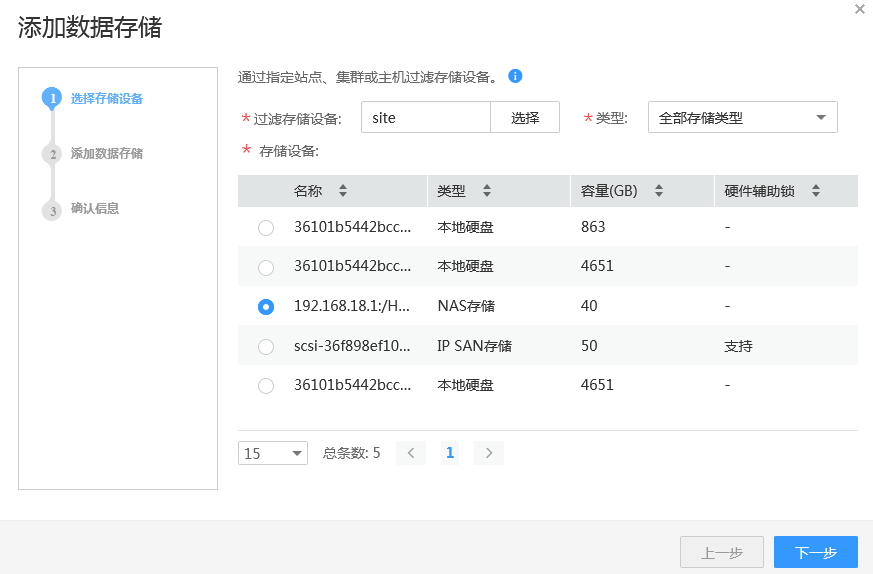 添加数据存储
1 选择存储设备
2 添加数据存储
3 确认信息
通过指定站点、集群或主机过滤存储设备。
* 过滤存储设备: site 选择 * 类型: 全部存储类型
* 存储设备:
名称 类型 容量(GB) 硬件辅助锁
36101b5442bcc... 本地硬盘 863 -
36101b5442bcc... 本地硬盘 4651 -
192.168.18.1:/H... NAS存储 40 -
scsi-36f898ef10... IP SAN存储 50 支持
36101b5442bcc... 本地硬盘 4651 -
15 总条数: 5 < 1 >
上一步 下一步